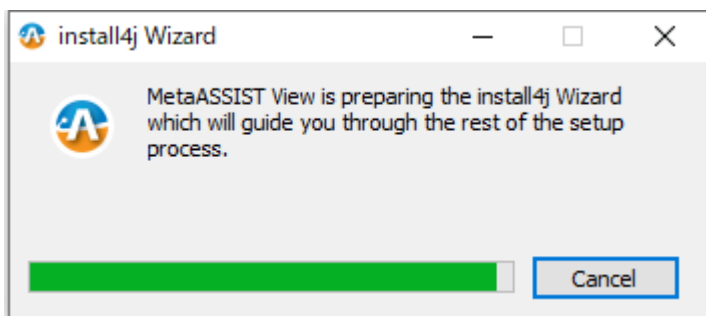 install4j Wizard
MetaASSIST View is preparing the install4j Wizard
which will guide you through the rest of the setup
process.
Cancel